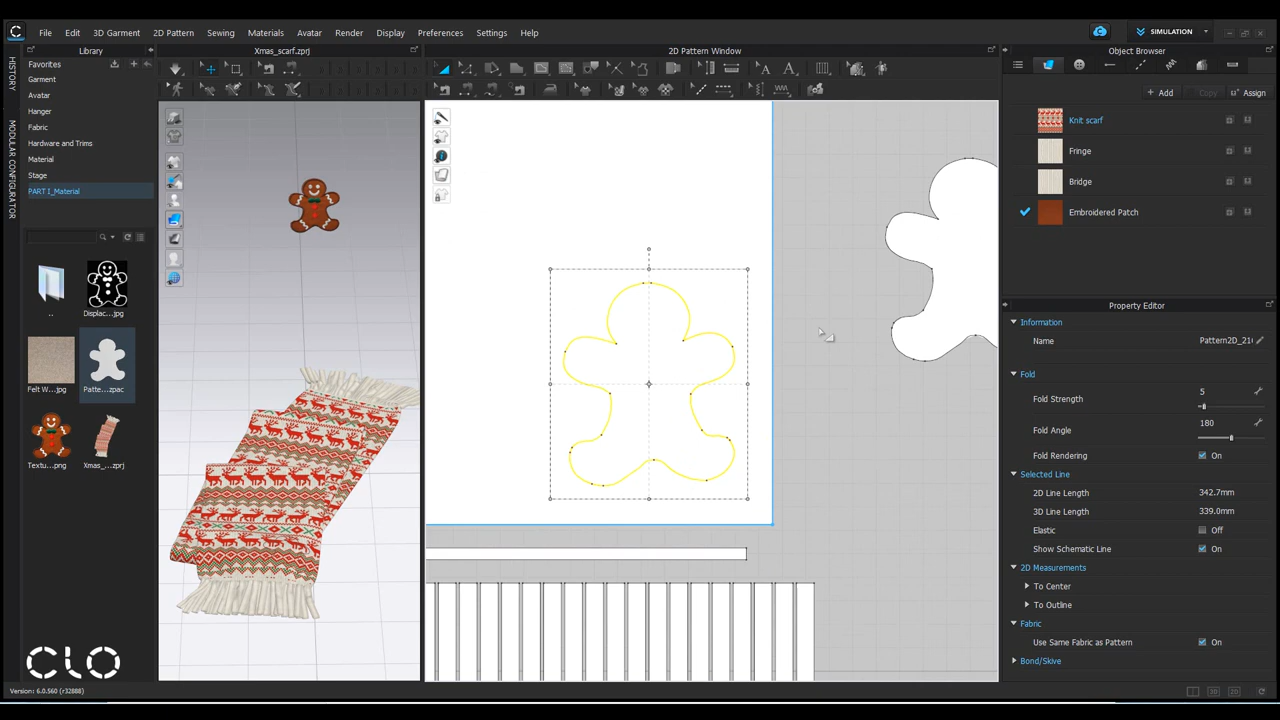 File Edit 3D Garment 2D Pattern Sewing Materials Avatar Render Display Preferences Settings Help
SIMULATION
Library
Xmas_scarf.zprj
2D Pattern Window
Object Browser
HISTORY
MODULAR CONFIGURATOR
Favorites
Garment
Avatar
Hanger
Fabric
Hardware and Trims
Material
Stage
PART I_Material
..
Displac...jpg
Felt W...jpg
Patte...zpac
Textu...png
Xmas_...zprj
+ Add
Copy
Assign
Knit scarf
Fringe
Bridge
Embroidered Patch
Property Editor
Information
Name Pattern2D_21
Fold
Fold Strength 5
Fold Angle 180
Fold Rendering On
Selected Line
2D Line Length 342.7mm
3D Line Length 339.0mm
Elastic Off
Show Schematic Line On
2D Measurements
To Center
To Outline
Fabric
Use Same Fabric as Pattern On
Bond/Skive
CLO
Version: 6.0.560 (r32888)
3D
2D